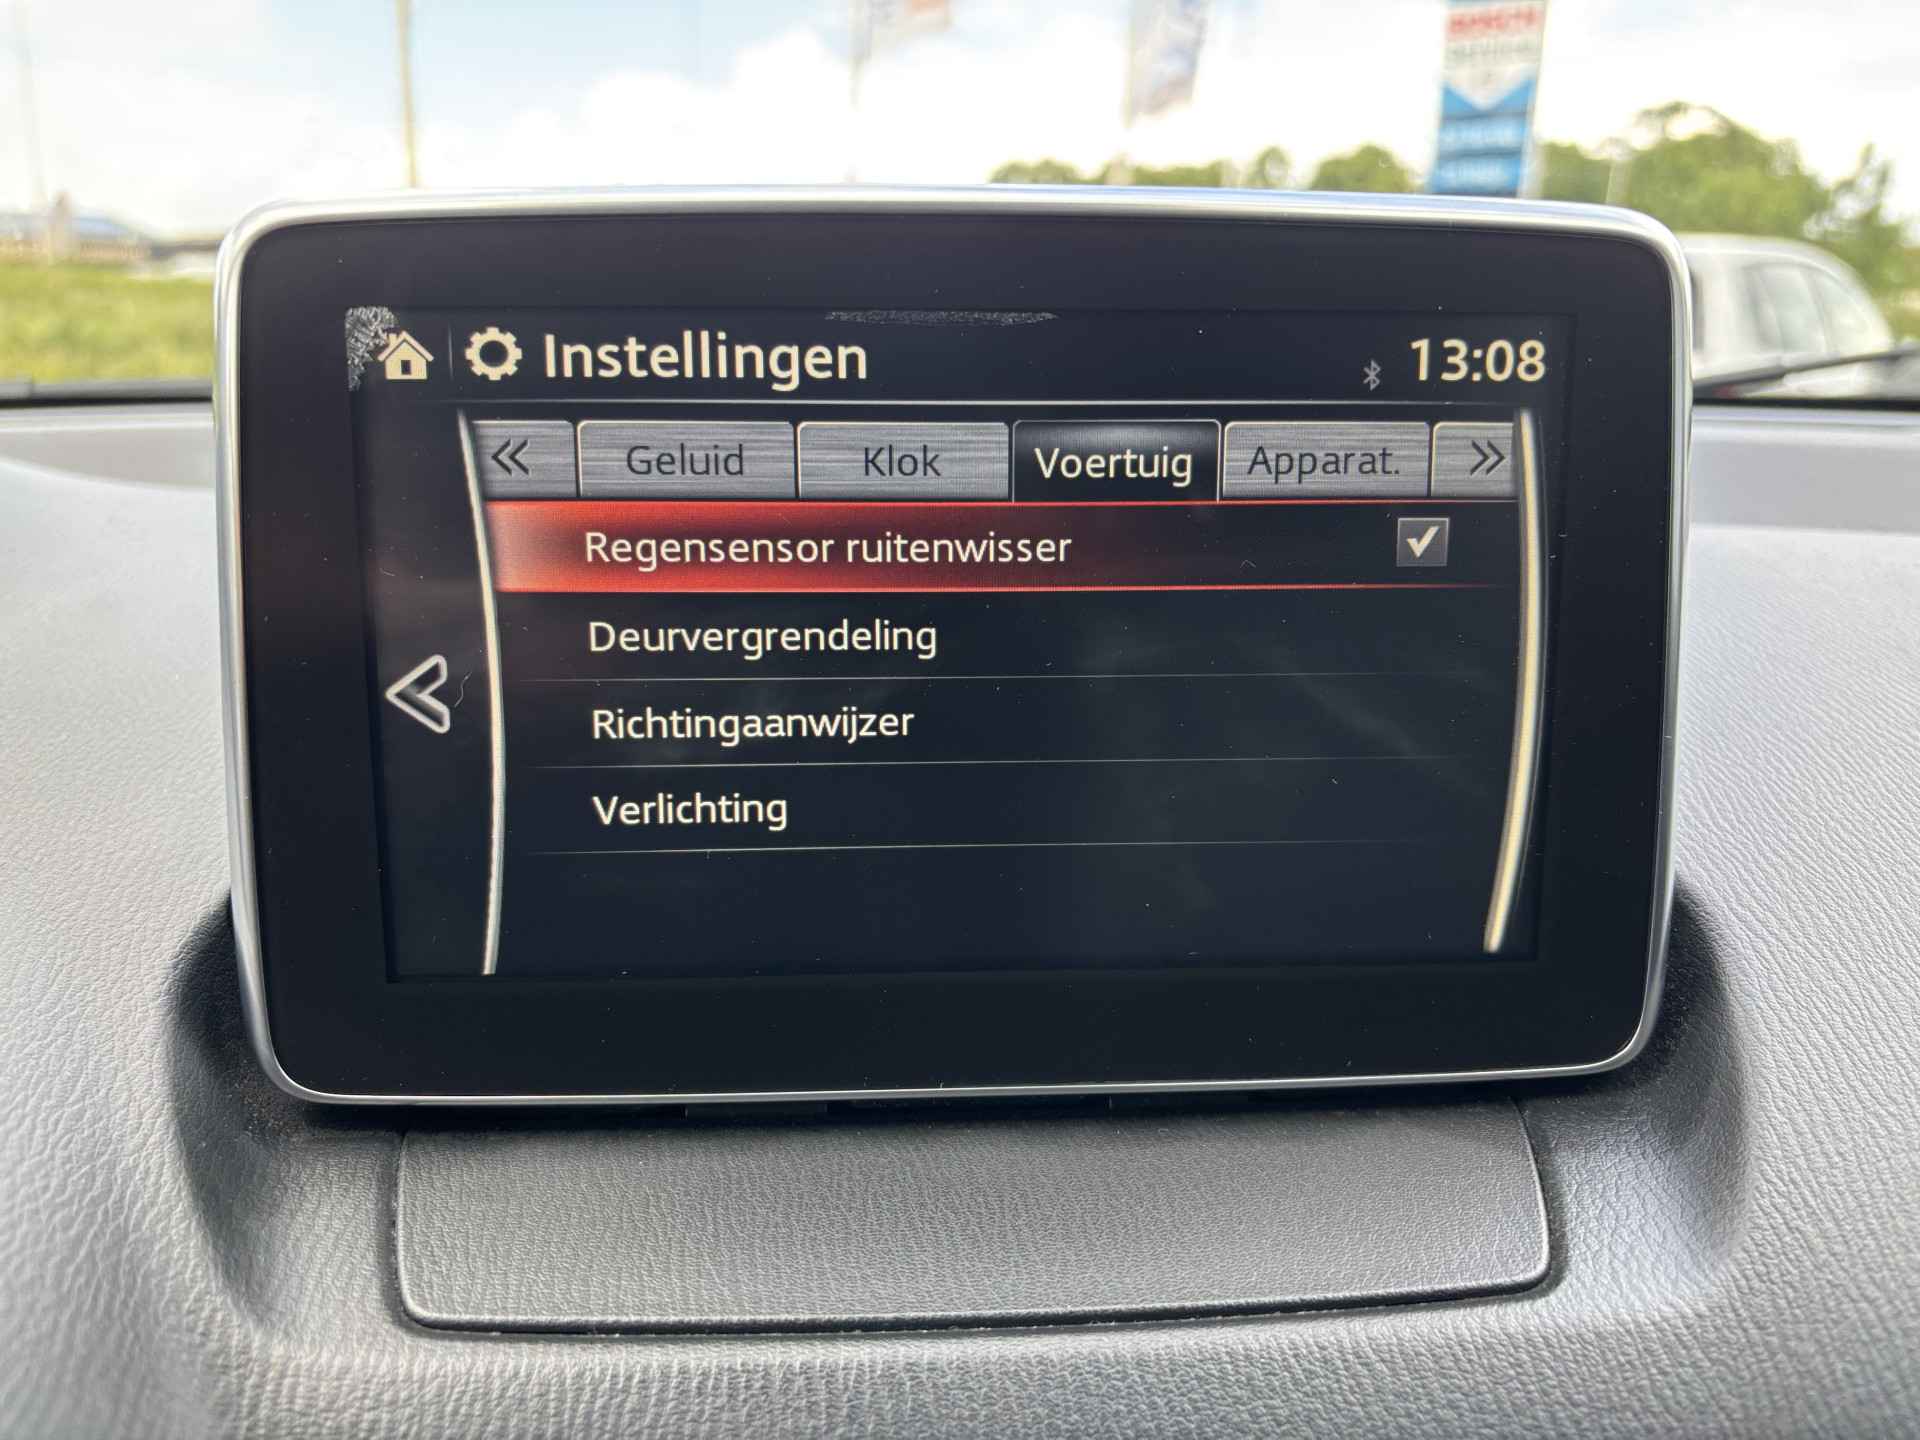 Instellingen
13:08
Geluid
Klok
Voertuig
Apparat.
Regensensor ruitenwisser
Deurvergrendeling
Richtingaanwijzer
Verlichting